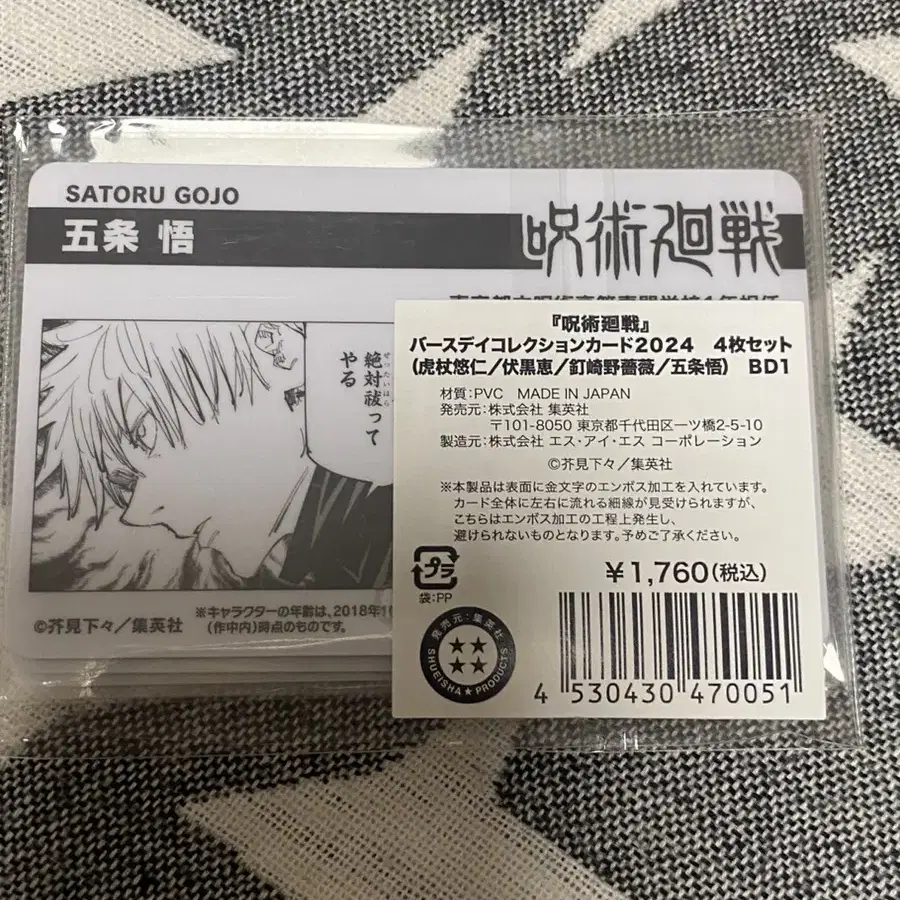 SATORU GOJO
五条 悟
呪術廻戦
絶対祓って
ぜったいはら
やる
©芥見下々／集英社
※キャラクターの年齢は、2018年1
(作中内)時点のものです。
『呪術廻戦』
バースデイコレクションカード2024 4枚セット
(虎杖悠仁／伏黒恵／釘崎野薔薇／五条悟) BD1
材質:PVC MADE IN JAPAN
発売元:株式会社 集英社
〒101-8050 東京都千代田区一ツ橋2-5-10
製造元:株式会社 エス・アイ・エス コーポレーション
©芥見下々／集英社
※本製品は表面に金文字のエンボス加工を入れています。
カード全体に左右に流れる細線が見受けられますが、
こちらはエンボス加工の工程上発生し、
避けられないものとなります。予めご了承ください。
プラ
袋:PP
¥1,760(税込)
発売元:集英社
SHUEISHA★PRODUCTS
4 530430 470051